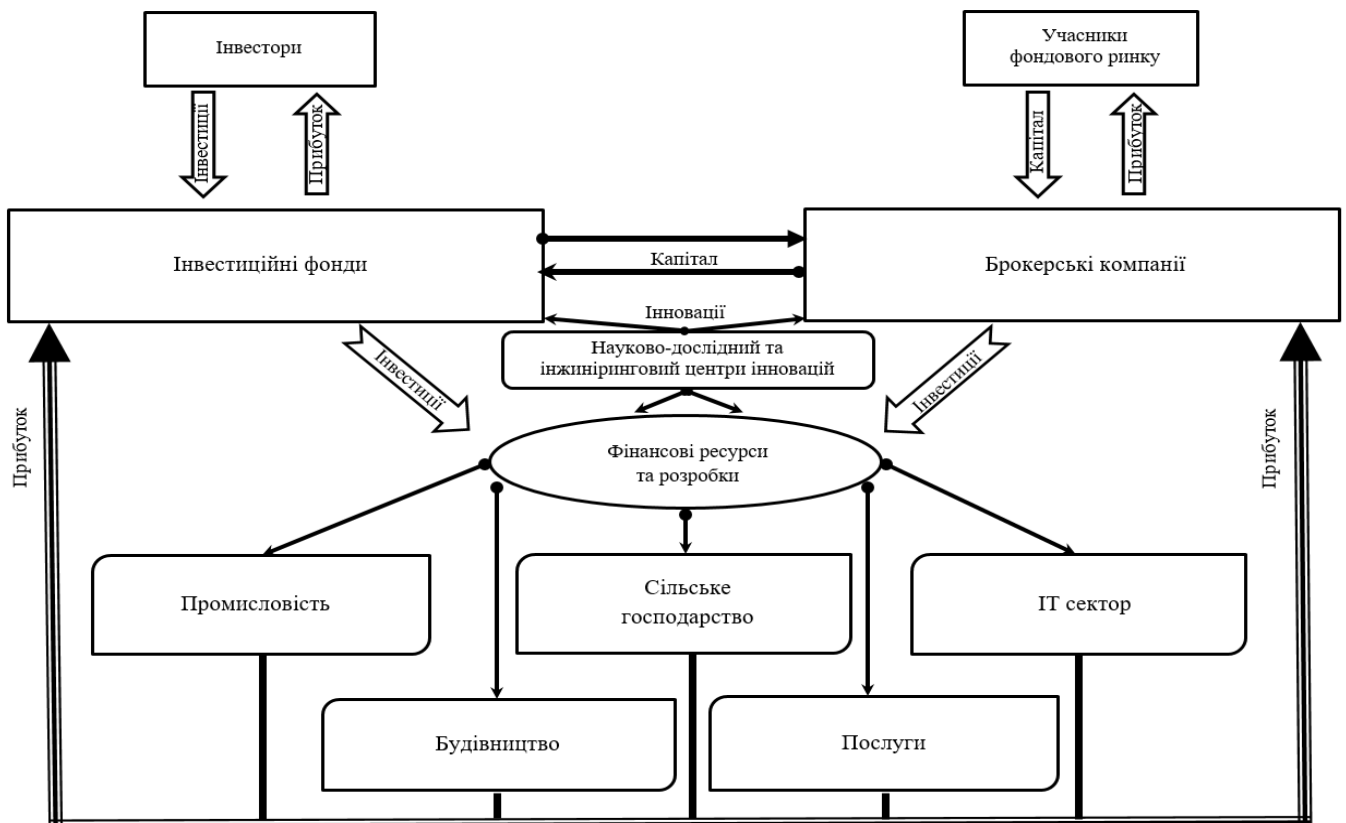 Інвестори
Учасники
фондового ринку
Інвестиції
Прибуток
Капітал
Прибуток
Інвестиційні фонди
Капітал
Брокерські компанії
Інновації
Науково-дослідний та
інжиніринговий центри інновацій
Інвестиції
Інвестиції
Прибуток
Прибуток
Фінансові ресурси
та розробки
Промисловість
Сільське
господарство
ІТ сектор
Будівництво
Послуги